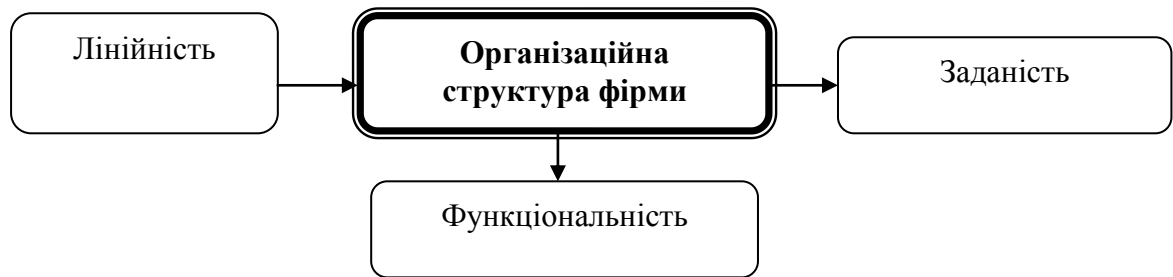 Лінійність
Організаційна
структура фірми
Заданість
Функціональність